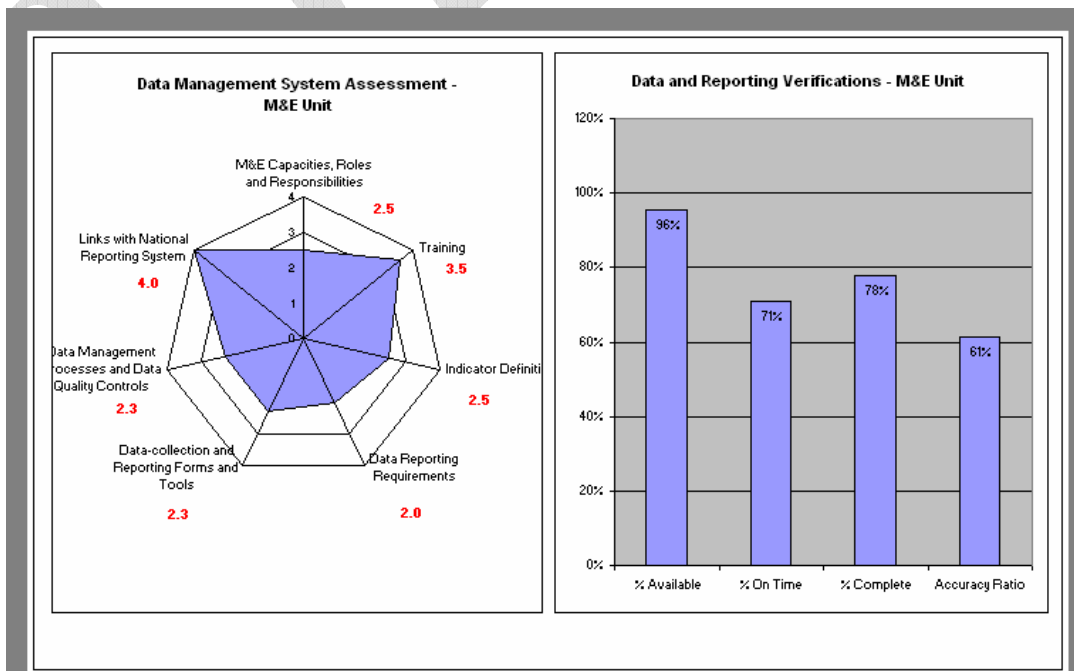 Data Management System Assessment -
M&E Unit
M&E Capacities, Roles
and Responsibilities
2.5
4
3
2
1
0
Training
3.5
Indicator Definiti
2.5
Data Reporting
Requirements
2.0
Data-collection and
Reporting Forms and
Tools
2.3
Data Management
rocesses and Data
Quality Controls
2.3
Links with National
Reporting System
4.0
Data and Reporting Verifications - M&E Unit
120%
100%
80%
60%
40%
20%
0%
96%
71%
78%
61%
% Available
% On Time
% Complete
Accuracy Ratio